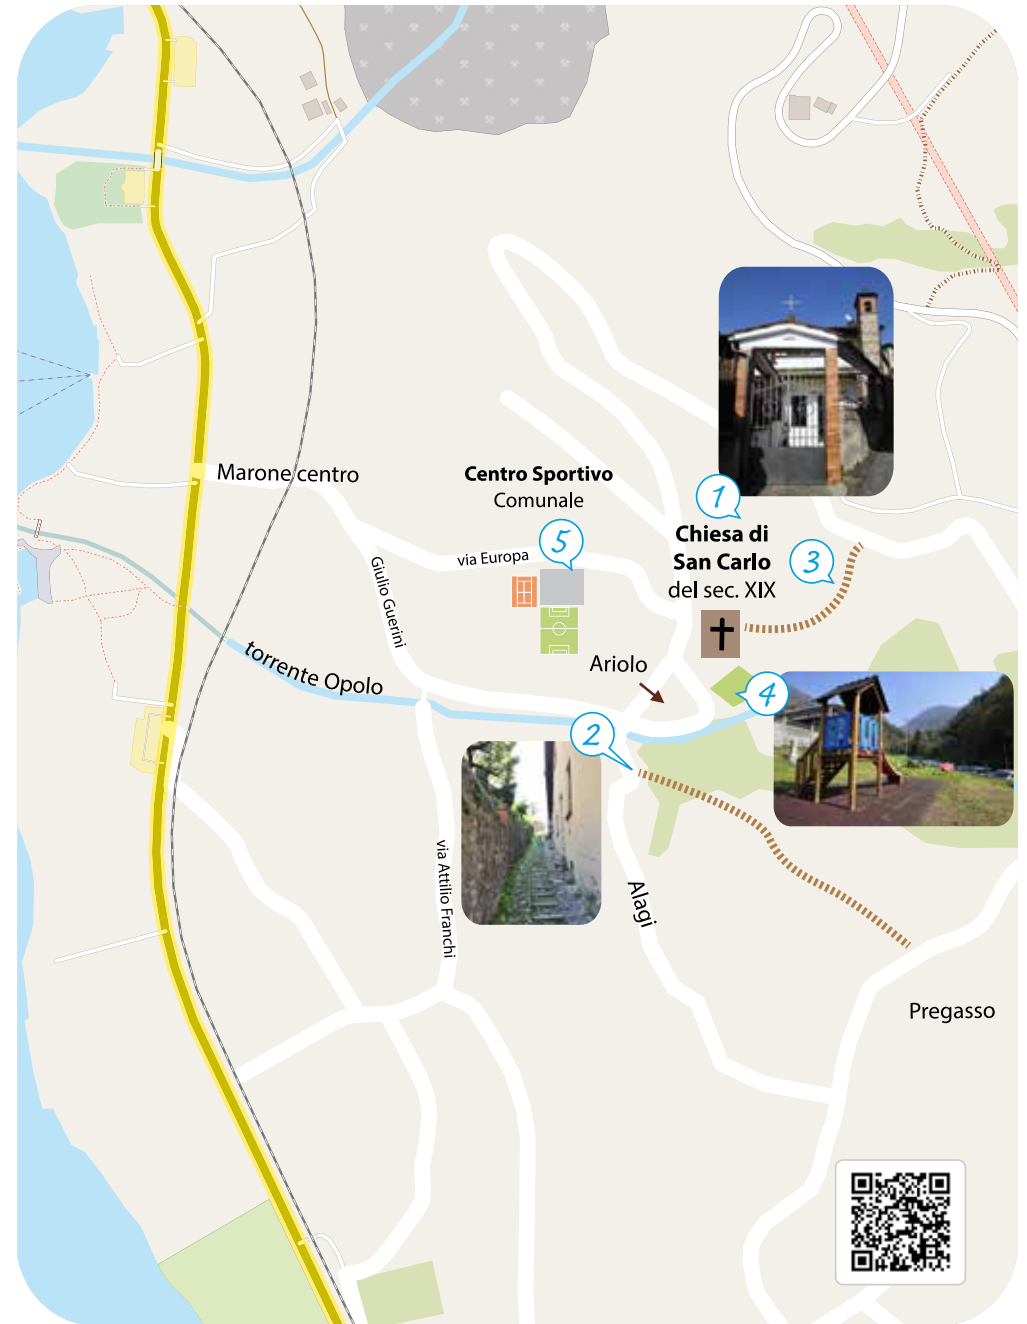 Marone centro
Centro Sportivo
Comunale
1
Chiesa di
San Carlo
del sec. XIX
3
5
via Europa
Giulio Guerini
torrente Opolo
Ariolo
4
2
via Attilio Franchi
Alagi
Pregasso